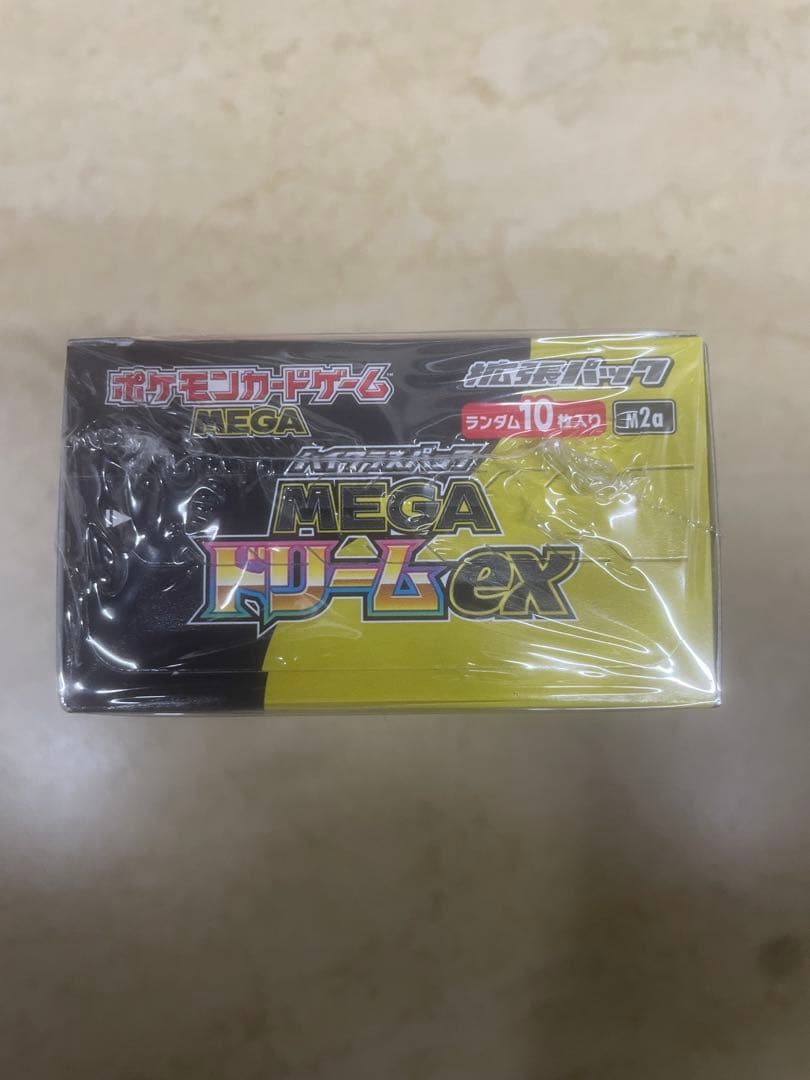 ポケモンカードゲーム
MEGA
拡張パック
ランダム10枚入り
M2a
ハイクラスパック
MEGA
ドリームex